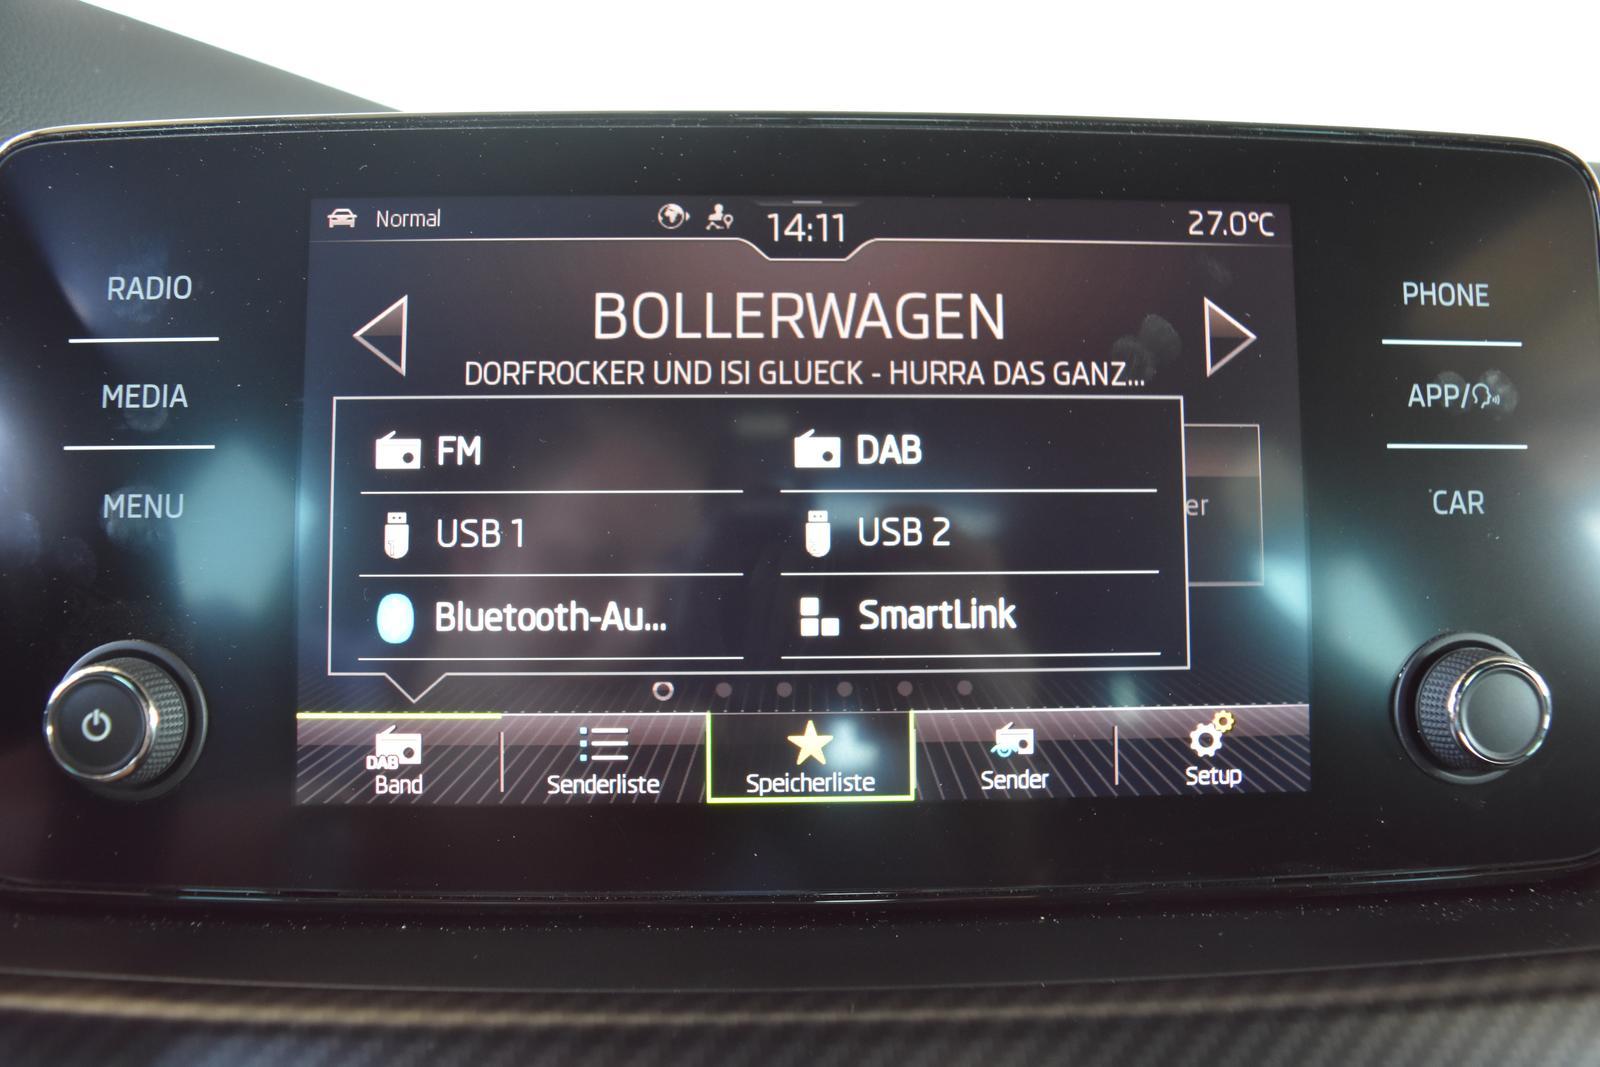 Normal
14:11
27.0°C
RADIO
MEDIA
MENU
BOLLERWAGEN
DORFROCKER UND ISI GLUECK - HURRA DAS GANZ...
FM
DAB
USB 1
USB 2
Bluetooth-Au...
SmartLink
er
DAB
Band
Senderliste
Speicherliste
Sender
Setup
PHONE
APP/
CAR